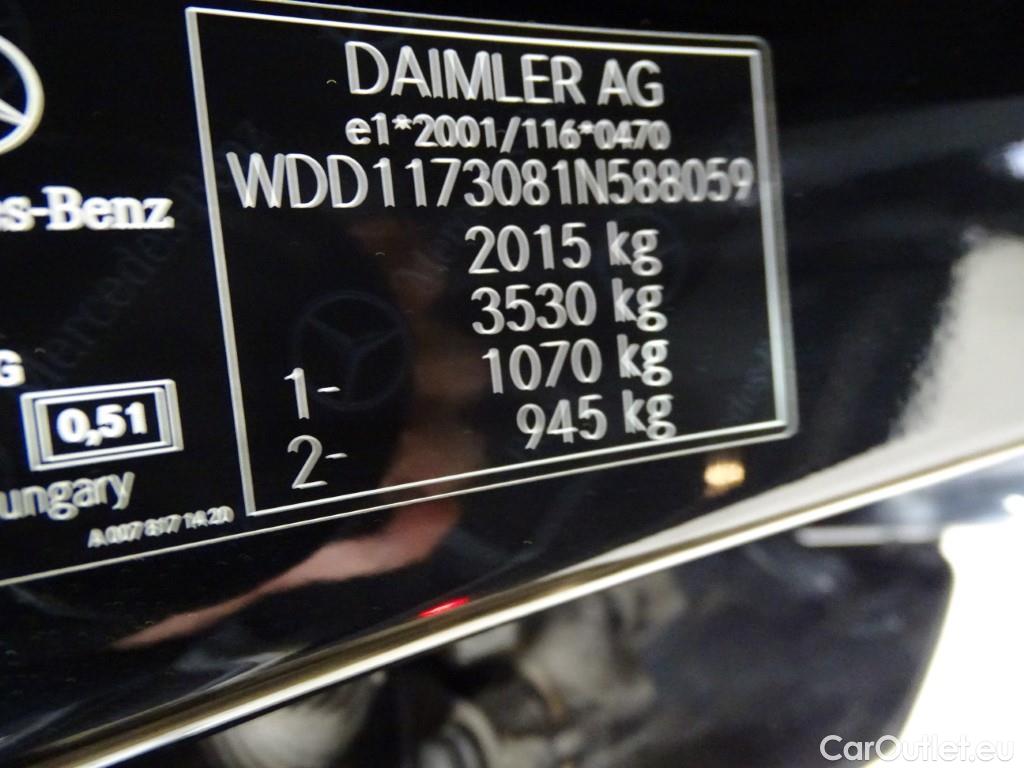 DAIMLER AG
e1*2001/116*0470
WDD1173081N588059
2015 kg
3530 kg
1- 1070 kg
2- 945 kg
es-Benz
G
0,51
ungary
A 007 817 14 20
CarOutlet.eu